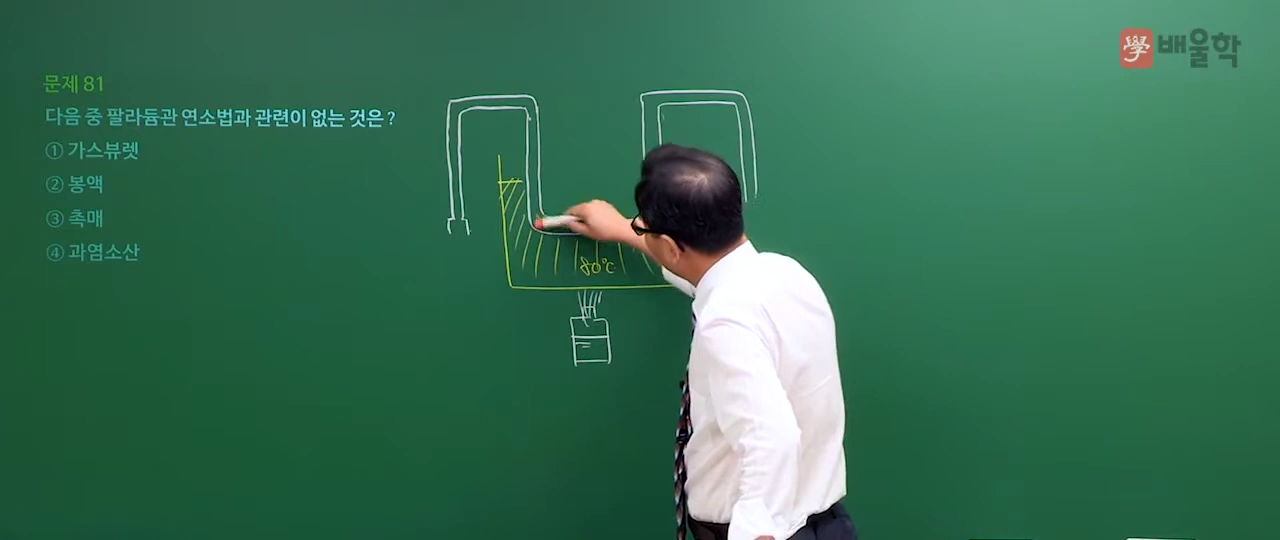 學 배울학
문제 81
다음 중 팔라듐관 연소법과 관련이 없는 것은 ?
① 가스뷰렛
② 봉액
③ 촉매
④ 과염소산
80℃